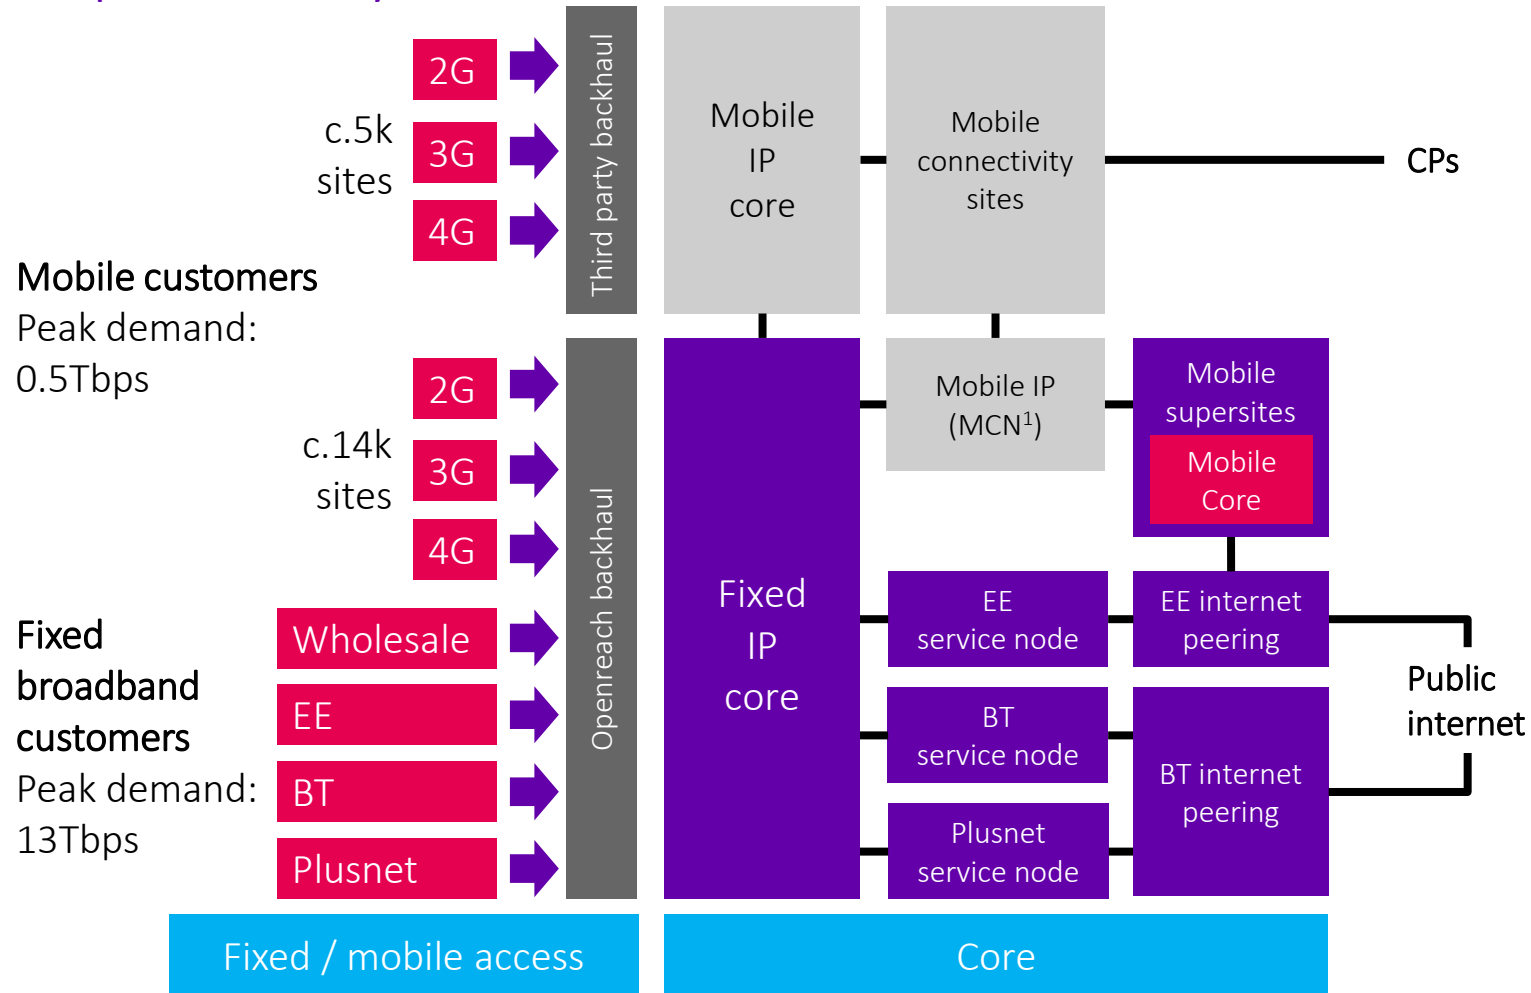 2G
c.5k
sites
3G
4G
Third party backhaul
Mobile
IP
core
Mobile
connectivity
sites
CPs
Mobile customers
Peak demand:
0.5Tbps
2G
c.14k
sites
3G
4G
Openreach backhaul
Fixed
IP
core
Mobile IP
(MCN¹)
Mobile
supersites
Mobile
Core
EE
service node
EE internet
peering
Fixed
broadband
customers
Peak demand:
13Tbps
Wholesale
EE
BT
Plusnet
BT
service node
BT internet
peering
Plusnet
service node
Public
internet
Fixed / mobile access
Core